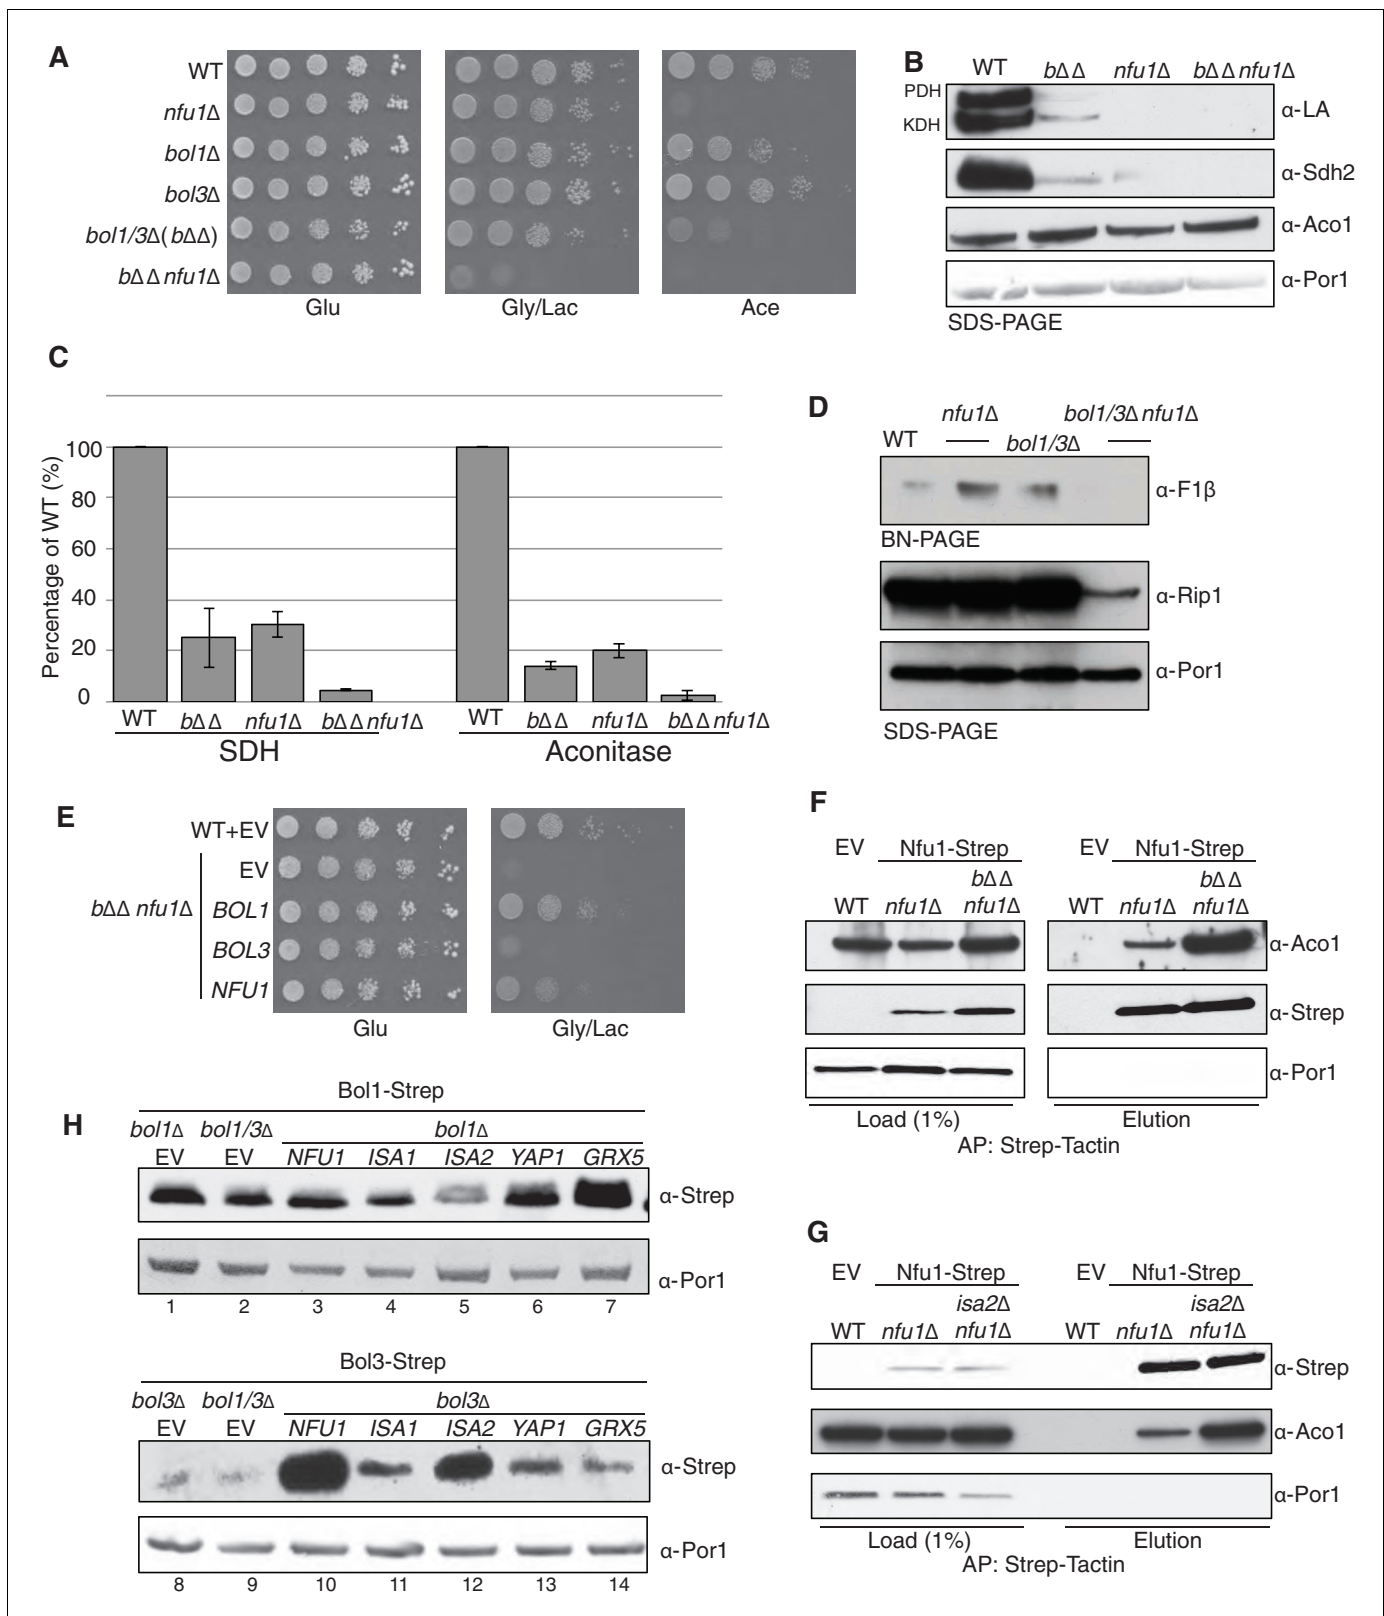 A
WT
nfu1Δ
bol1Δ
bol3Δ
bol1/3Δ(bΔΔ)
bΔΔ nfu1Δ
Glu Gly/Lac Ace
B
WT bΔΔ nfu1Δ bΔΔ nfu1Δ
PDH
KDH
α-LA
α-Sdh2
α-Aco1
α-Por1
SDS-PAGE
C
Percentage of WT (%)
100
80
60
40
20
0
WT bΔΔ nfu1Δ bΔΔ nfu1Δ WT bΔΔ nfu1Δ bΔΔ nfu1Δ
SDH Aconitase
D
nfu1Δ bol1/3Δ nfu1Δ
WT bol1/3Δ
α-F1β
BN-PAGE
α-Rip1
α-Por1
SDS-PAGE
E
WT+EV
EV
bΔΔ nfu1Δ BOL1
BOL3
NFU1
Glu Gly/Lac
F
EV Nfu1-Strep EV Nfu1-Strep
bΔΔ bΔΔ
WT nfu1Δ nfu1Δ WT nfu1Δ nfu1Δ
α-Aco1
α-Strep
α-Por1
Load (1%) Elution
AP: Strep-Tactin
G
EV Nfu1-Strep EV Nfu1-Strep
isa2Δ isa2Δ
WT nfu1Δ nfu1Δ WT nfu1Δ nfu1Δ
α-Strep
α-Aco1
α-Por1
Load (1%) Elution
AP: Strep-Tactin
H
Bol1-Strep
bol1Δ bol1/3Δ bol1Δ
EV EV NFU1 ISA1 ISA2 YAP1 GRX5
α-Strep
α-Por1
1 2 3 4 5 6 7
Bol3-Strep
bol3Δ bol1/3Δ bol3Δ
EV EV NFU1 ISA1 ISA2 YAP1 GRX5
α-Strep
α-Por1
8 9 10 11 12 13 14